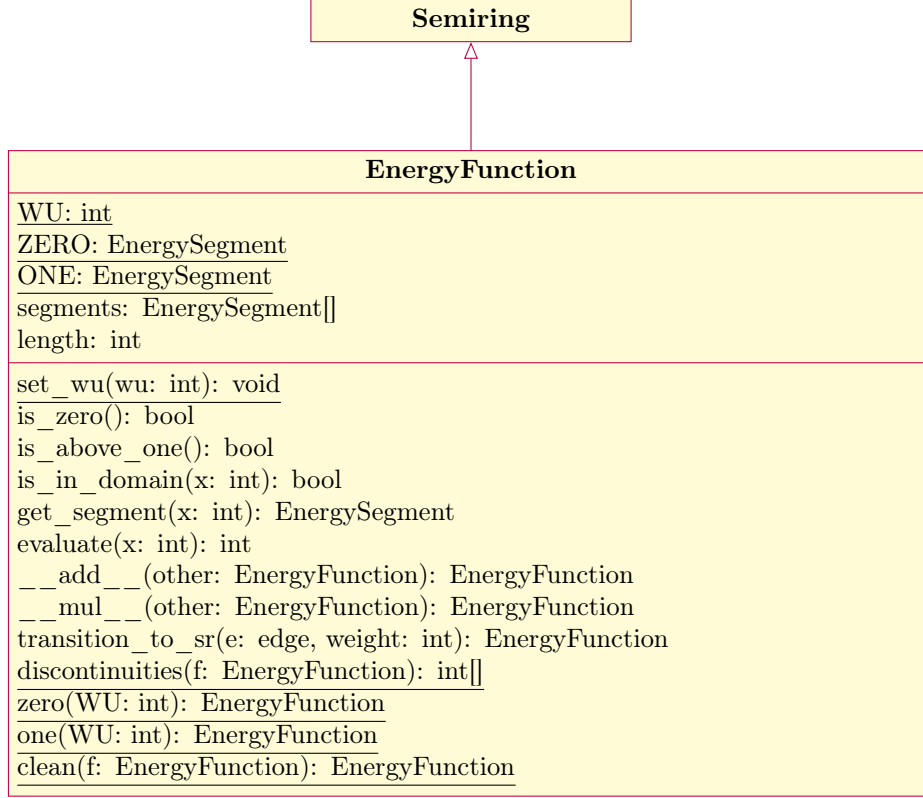 Semiring
EnergyFunction
WU: int
ZERO: EnergySegment
ONE: EnergySegment
segments: EnergySegment[]
length: int
set_wu(wu: int): void
is_zero(): bool
is_above_one(): bool
is_in_domain(x: int): bool
get_segment(x: int): EnergySegment
evaluate(x: int): int
__add__(other: EnergyFunction): EnergyFunction
__mul__(other: EnergyFunction): EnergyFunction
transition_to_sr(e: edge, weight: int): EnergyFunction
discontinuities(f: EnergyFunction): int[]
zero(WU: int): EnergyFunction
one(WU: int): EnergyFunction
clean(f: EnergyFunction): EnergyFunction